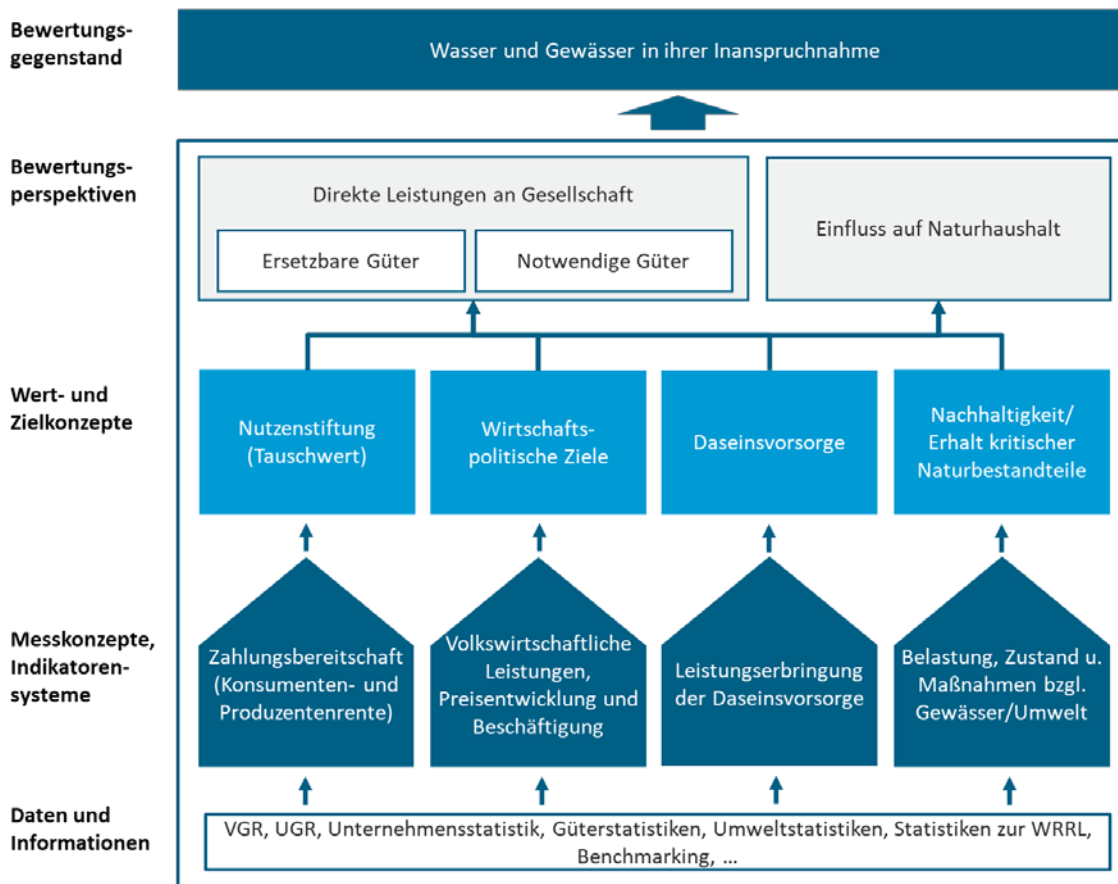 Bewertungs-
gegenstand
Wasser und Gewässer in ihrer Inanspruchnahme
Bewertungs-
perspektiven
Direkte Leistungen an Gesellschaft
Ersetzbare Güter
Notwendige Güter
Einfluss auf Naturhaushalt
Wert- und
Zielkonzepte
Nutzenstiftung
(Tauschwert)
Wirtschafts-
politische Ziele
Daseinsvorsorge
Nachhaltigkeit/
Erhalt kritischer
Naturbestandteile
Messkonzepte,
Indikatoren-
systeme
Zahlungsbereitschaft
(Konsumenten- und
Produzentenrente)
Volkswirtschaftliche
Leistungen,
Preisentwicklung und
Beschäftigung
Leistungserbringung
der Daseinsvorsorge
Belastung, Zustand u.
Maßnahmen bzgl.
Gewässer/Umwelt
Daten und
Informationen
VGR, UGR, Unternehmensstatistik, Güterstatistiken, Umweltstatistiken, Statistiken zur WRRL,
Benchmarking, ...